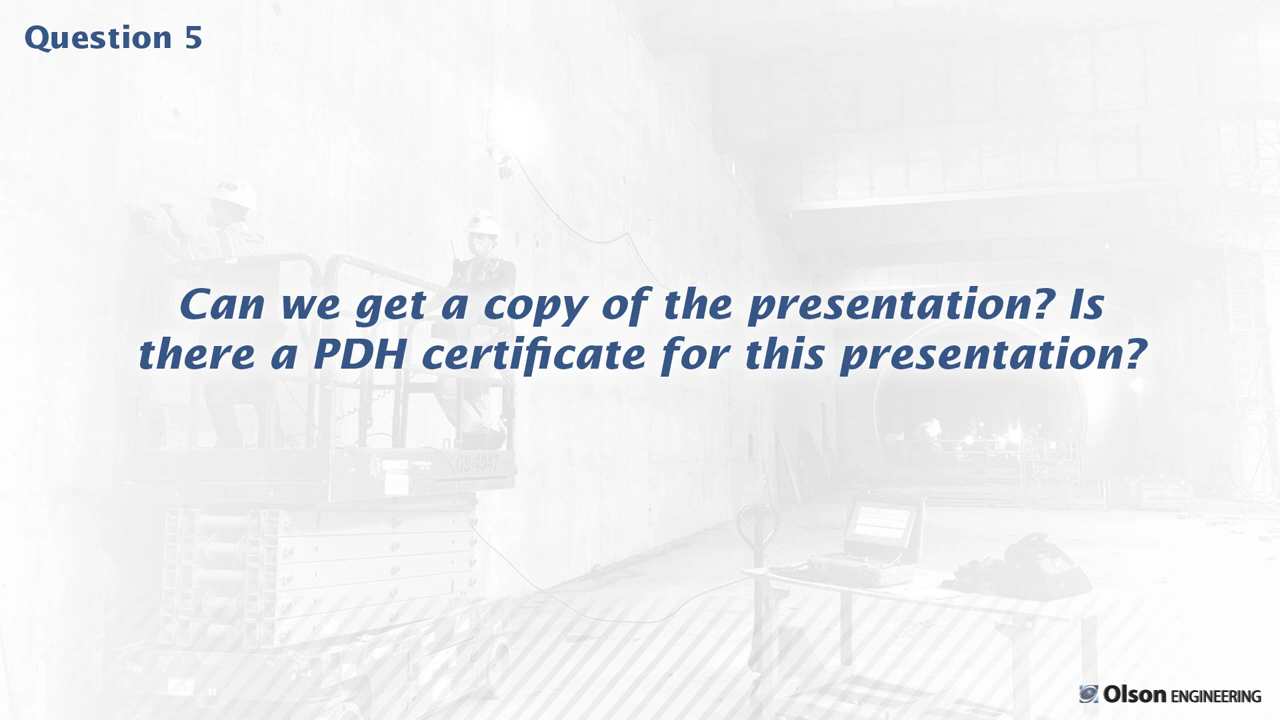 Question 5
Can we get a copy of the presentation? Is
there a PDH certificate for this presentation?
Olson ENGINEERING